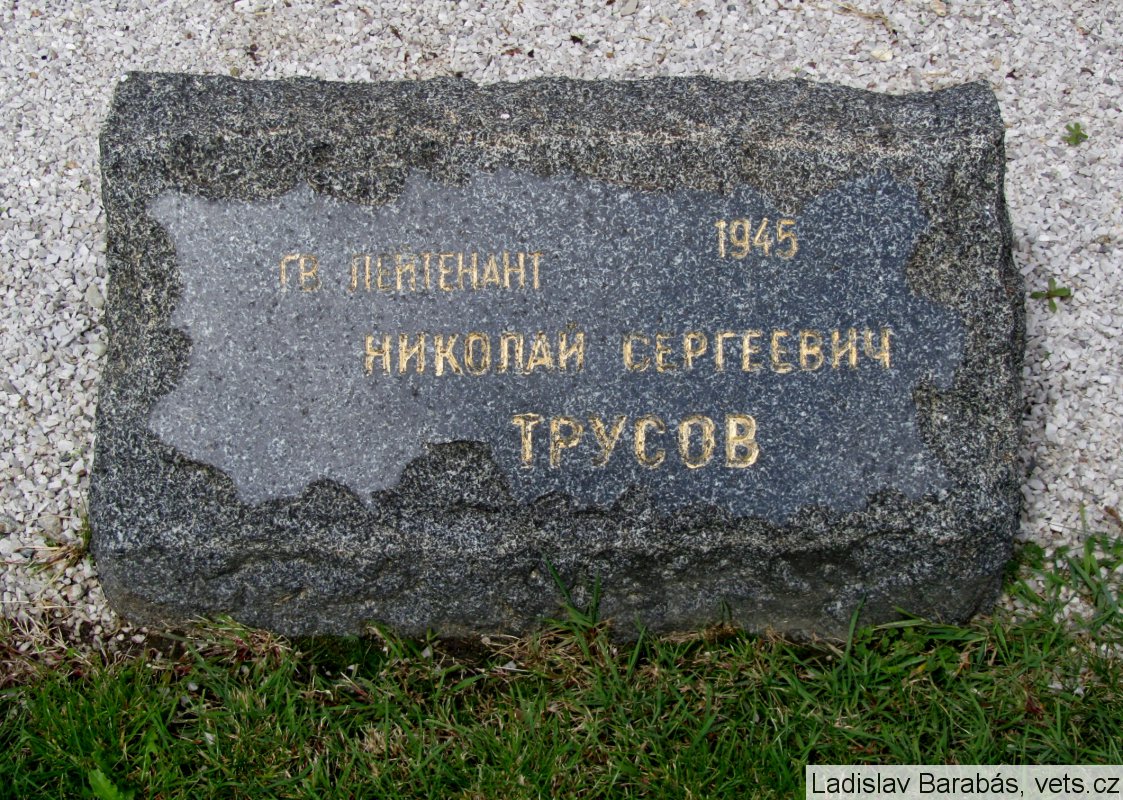 1945
ГВ. ЛЕЙТЕНАНТ
НИКОЛАЙ СЕРГЕЕВИЧ
ТРУСОВ
Ladislav Barabás, vets.cz